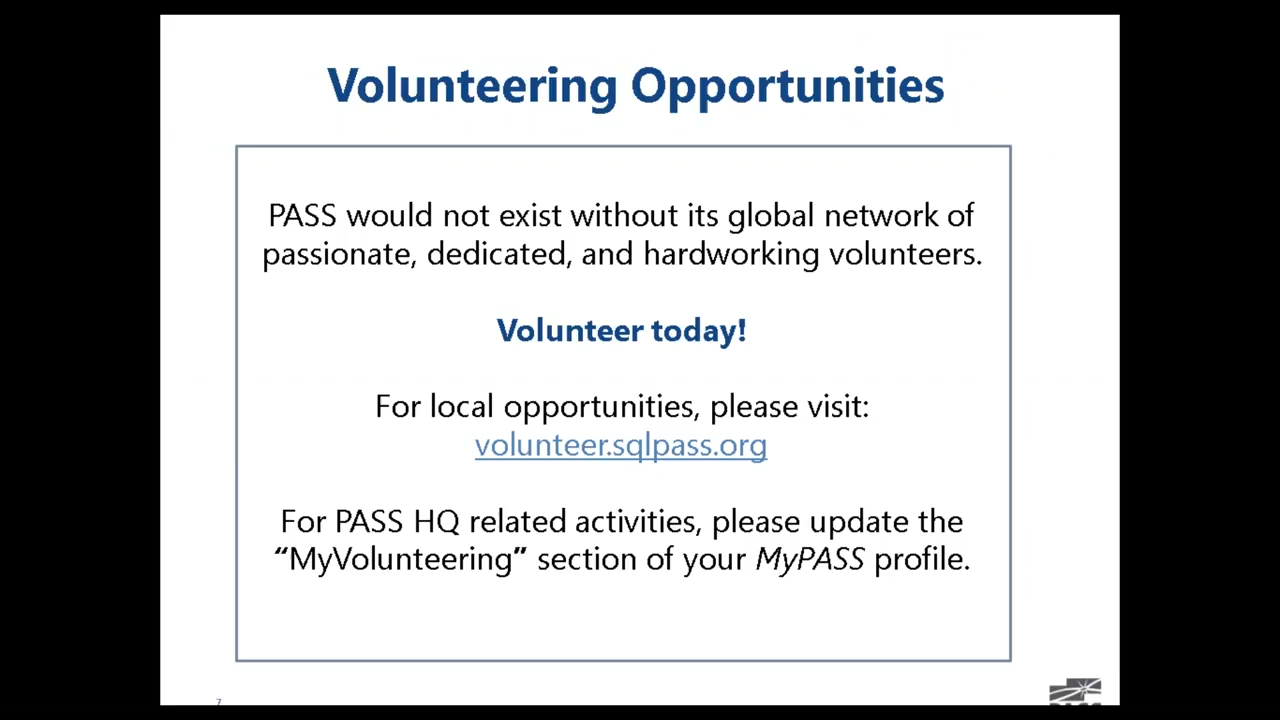 Volunteering Opportunities
PASS would not exist without its global network of
passionate, dedicated, and hardworking volunteers.
Volunteer today!
For local opportunities, please visit:
volunteer.sqlpass.org
For PASS HQ related activities, please update the
“MyVolunteering” section of your MyPASS profile.
7